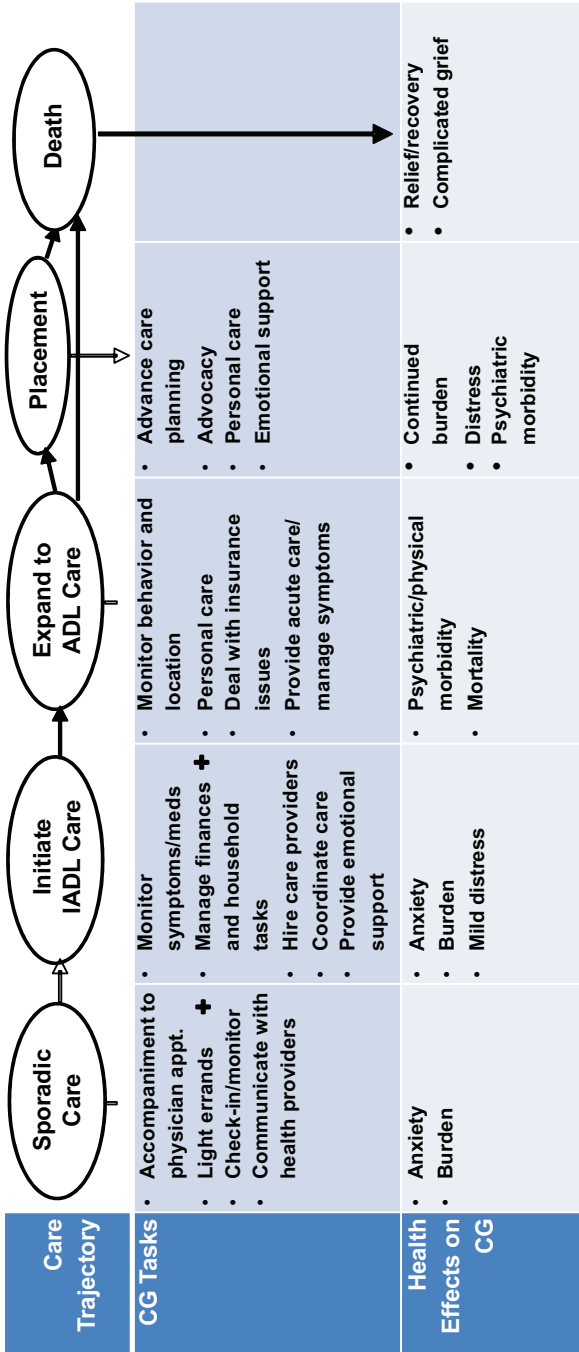 Care
Trajectory
Sporadic
Care
Initiate
IADL Care
Expand to
ADL Care
Placement
Death
CG Tasks
• Accompaniment to
physician appt.
• Light errands +
• Check-in/monitor
• Communicate with
health providers
• Monitor
symptoms/meds
• Manage finances +
and household
tasks
• Hire care providers
• Coordinate care
• Provide emotional
support
• Monitor behavior and
location
• Personal care
• Deal with insurance
issues
• Provide acute care/
manage symptoms
• Advance care
planning
• Advocacy
• Personal care
• Emotional support
Health
Effects on
CG
• Anxiety
• Burden
• Anxiety
• Burden
• Mild distress
• Psychiatric/physical
morbidity
• Mortality
• Continued
burden
• Distress
• Psychiatric
morbidity
• Relief/recovery
• Complicated grief